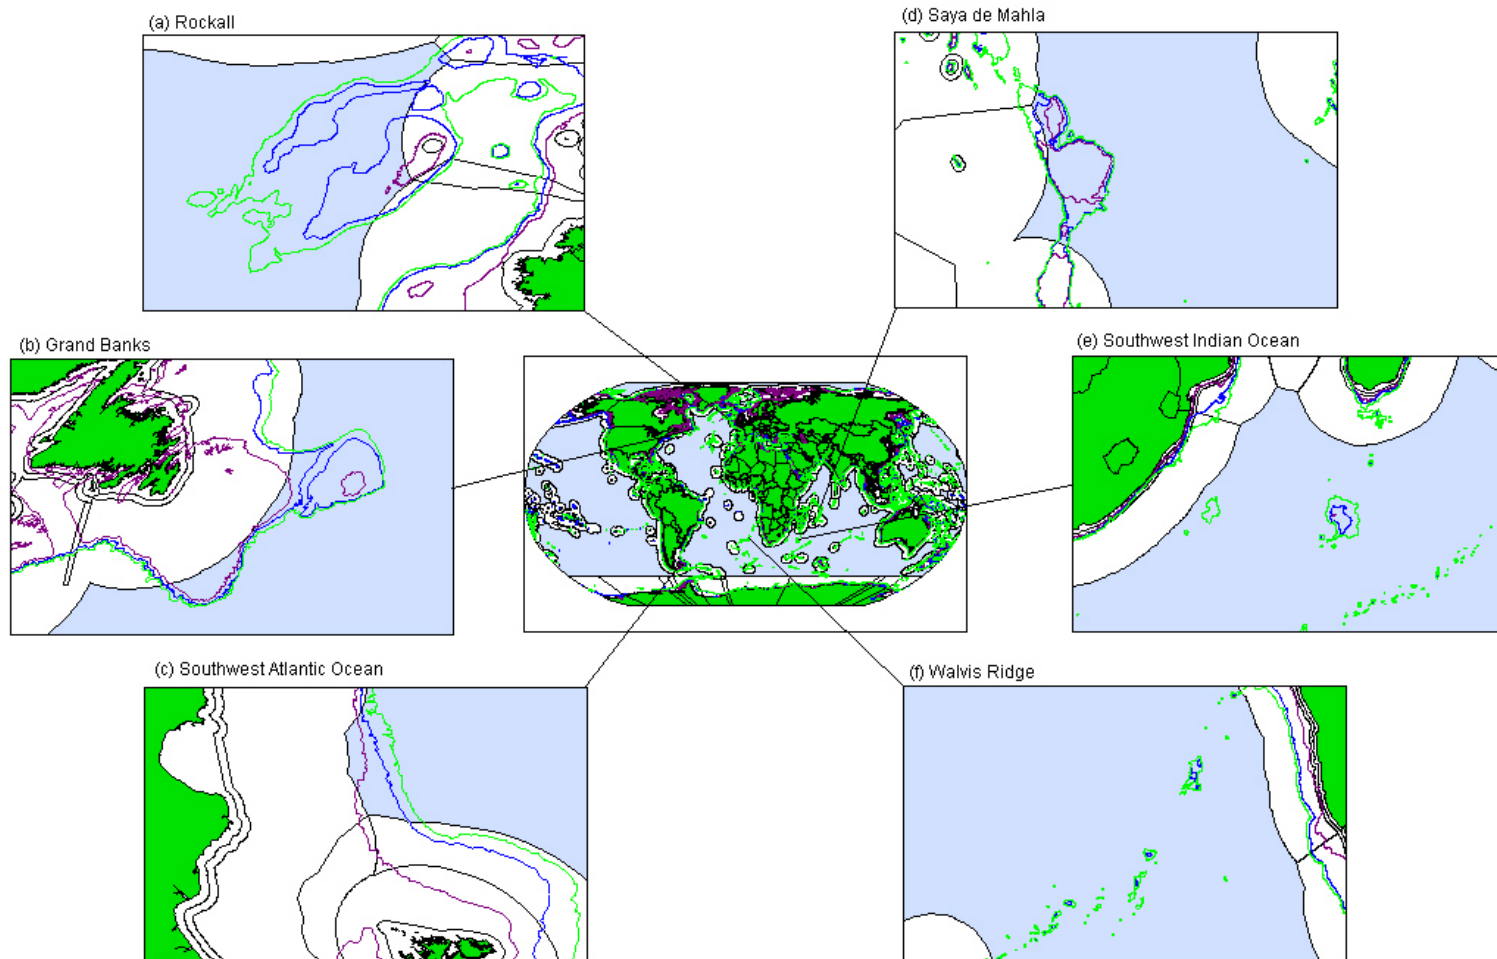 (a) Rockall
(d) Saya de Mahla
(b) Grand Banks
(e) Southwest Indian Ocean
(c) Southwest Atlantic Ocean
(f) Walvis Ridge